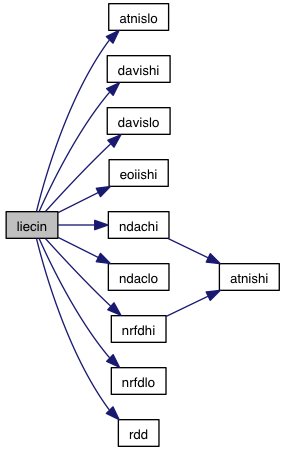 atnislo
davishi
davislo
eoiishi
liecin
ndachi
ndaclo
atnishi
nrfdhi
nrfdlo
rdd